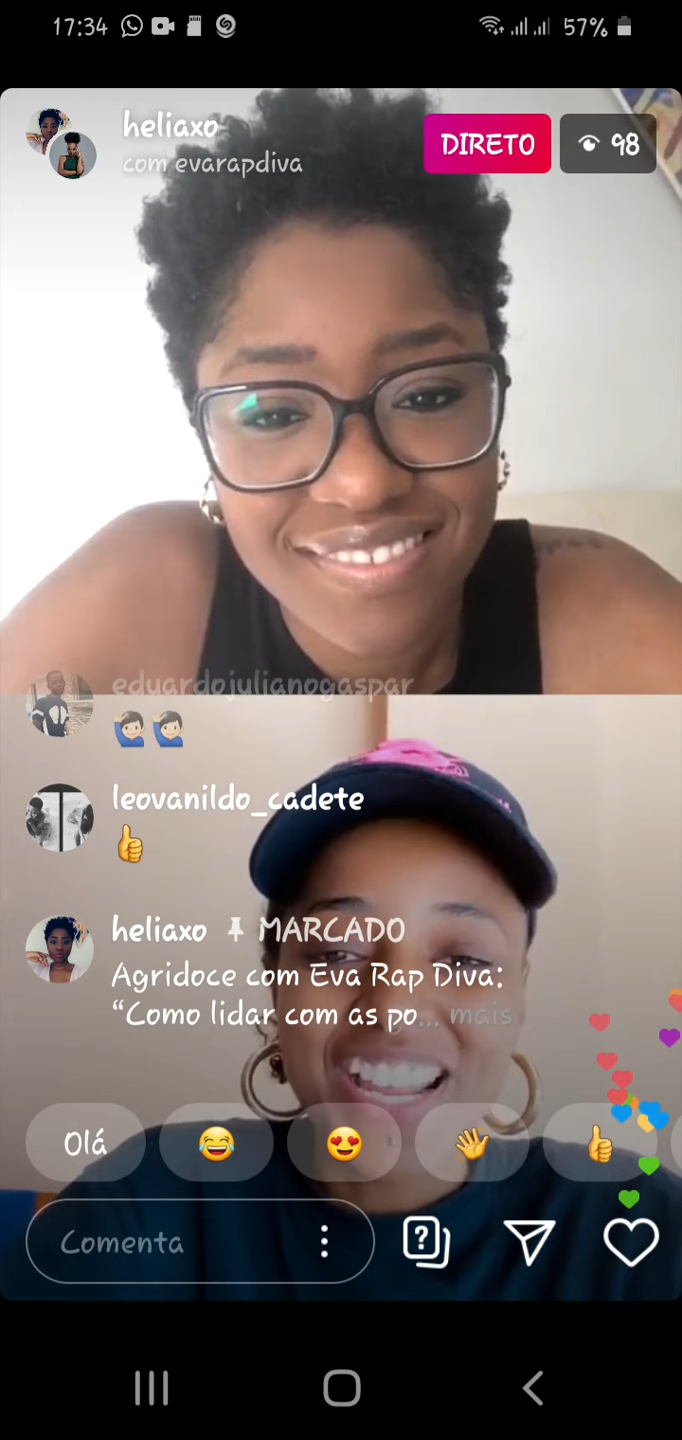 17:34
57%
heliaxo
com evarapdiva
DIRETO
98
eduardojulianogaspar
leovanildo_cadete
heliaxo MARCADO
Agridoce com Eva Rap Diva:
“Como lidar com as po... mais
Olá
Comenta